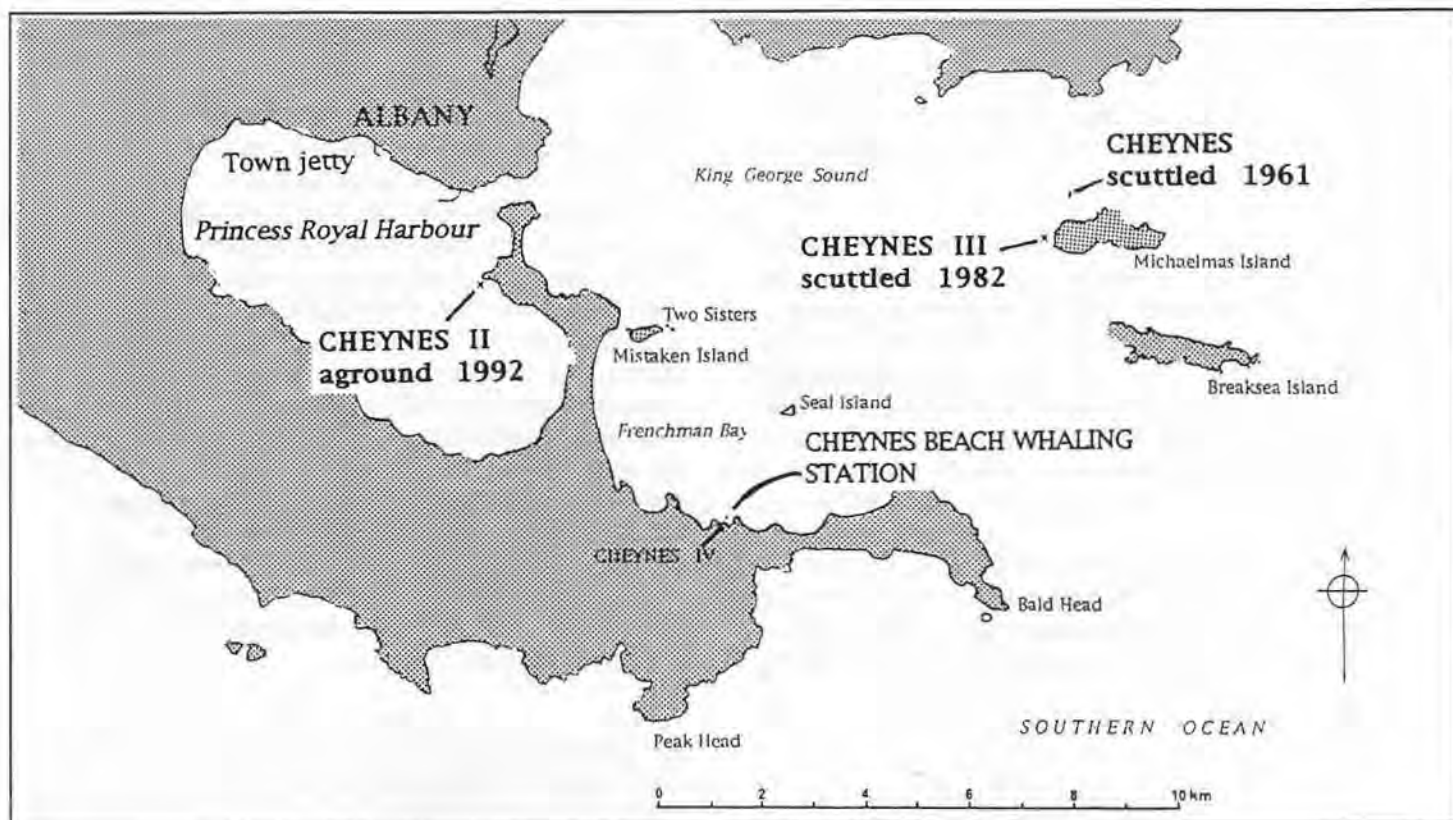 ALBANY
Town jetty
Princess Royal Harbour
King George Sound
CHEYNES
scuttled 1961
CHEYNES III
scuttled 1982
Michaelmas Island
CHEYNES II
aground 1992
Two Sisters
Mistaken Island
Breaksea Island
Seal Island
Frenchman Bay
CHEYNES BEACH WHALING
STATION
CHEYNES IV
Bald Head
Peak Head
SOUTHERN OCEAN
0 2 4 6 8 10 km